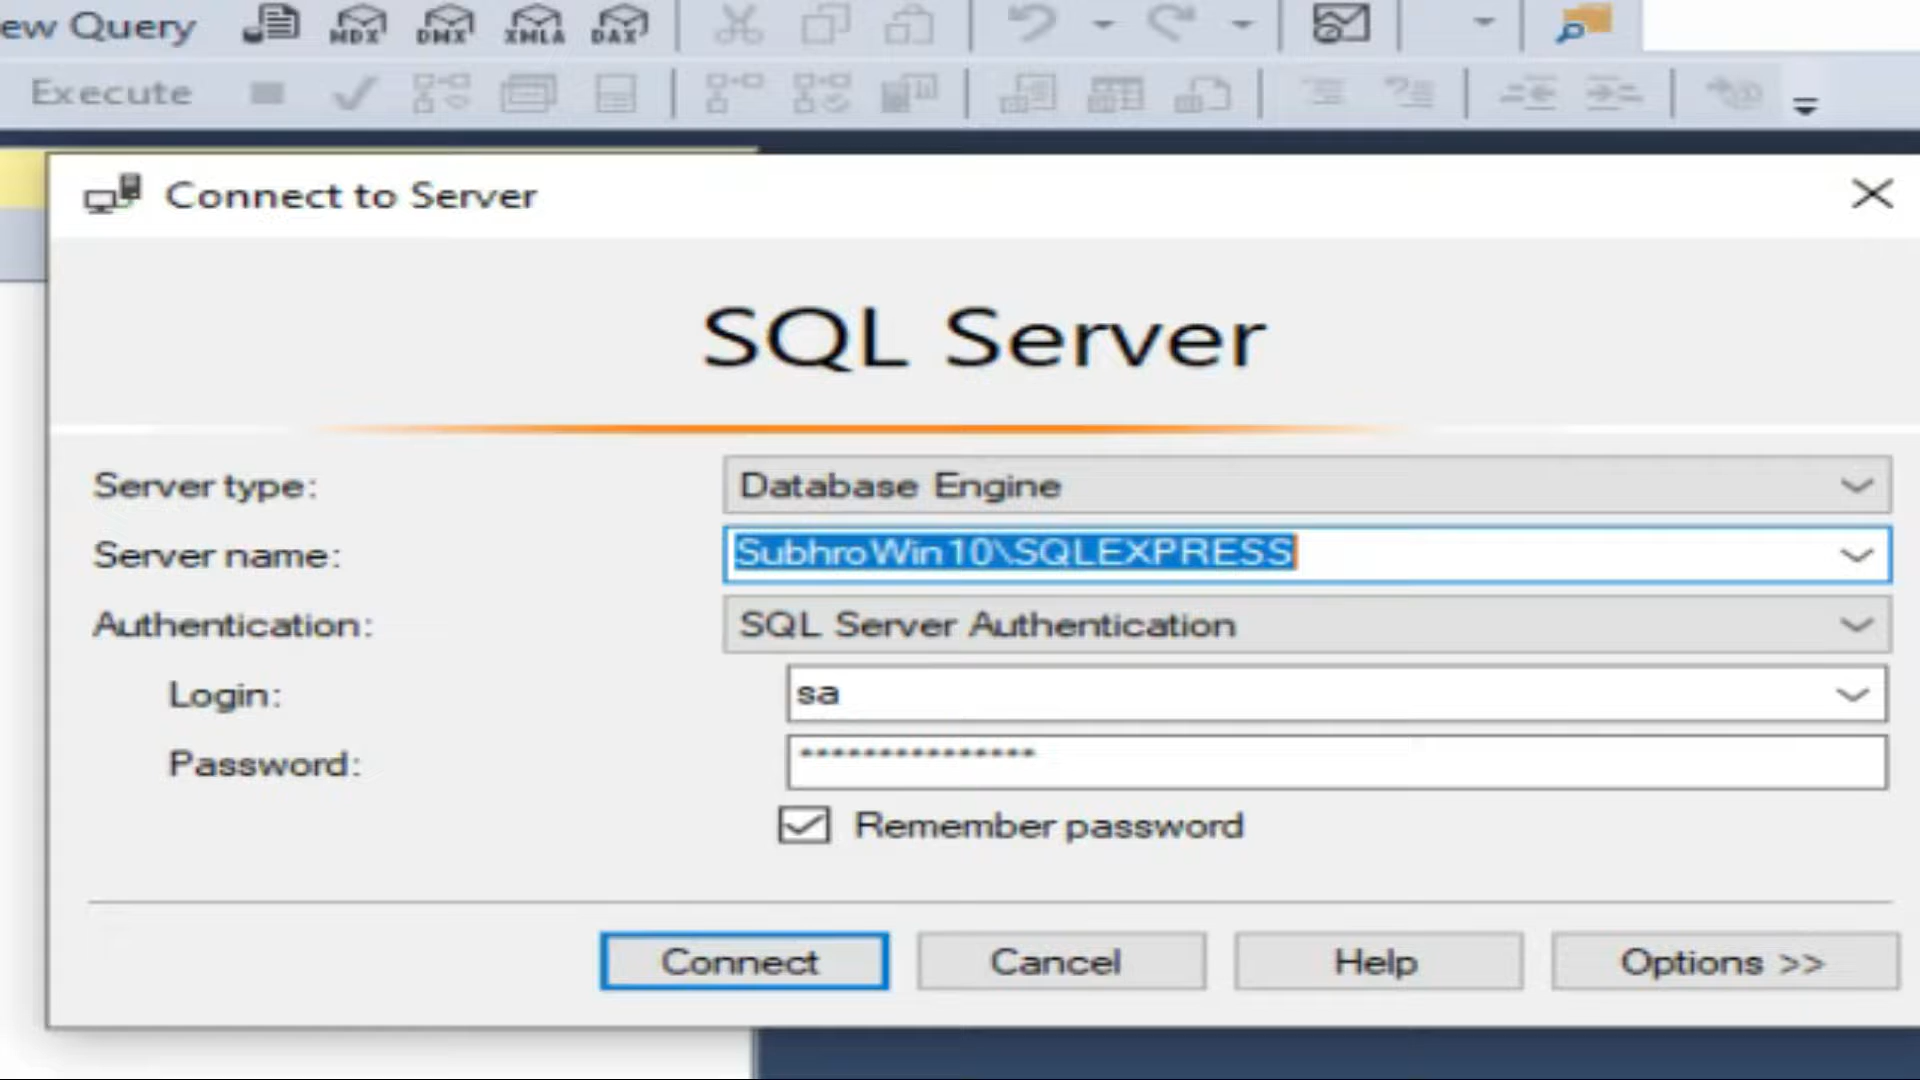 ew Query MDX DMX XMLA DAX
Execute
Connect to Server
SQL Server
Server type: Database Engine
Server name: SubhroWin10\SQLEXPRESS
Authentication: SQL Server Authentication
Login: sa
Password: ***************
Remember password
Connect Cancel Help Options >>